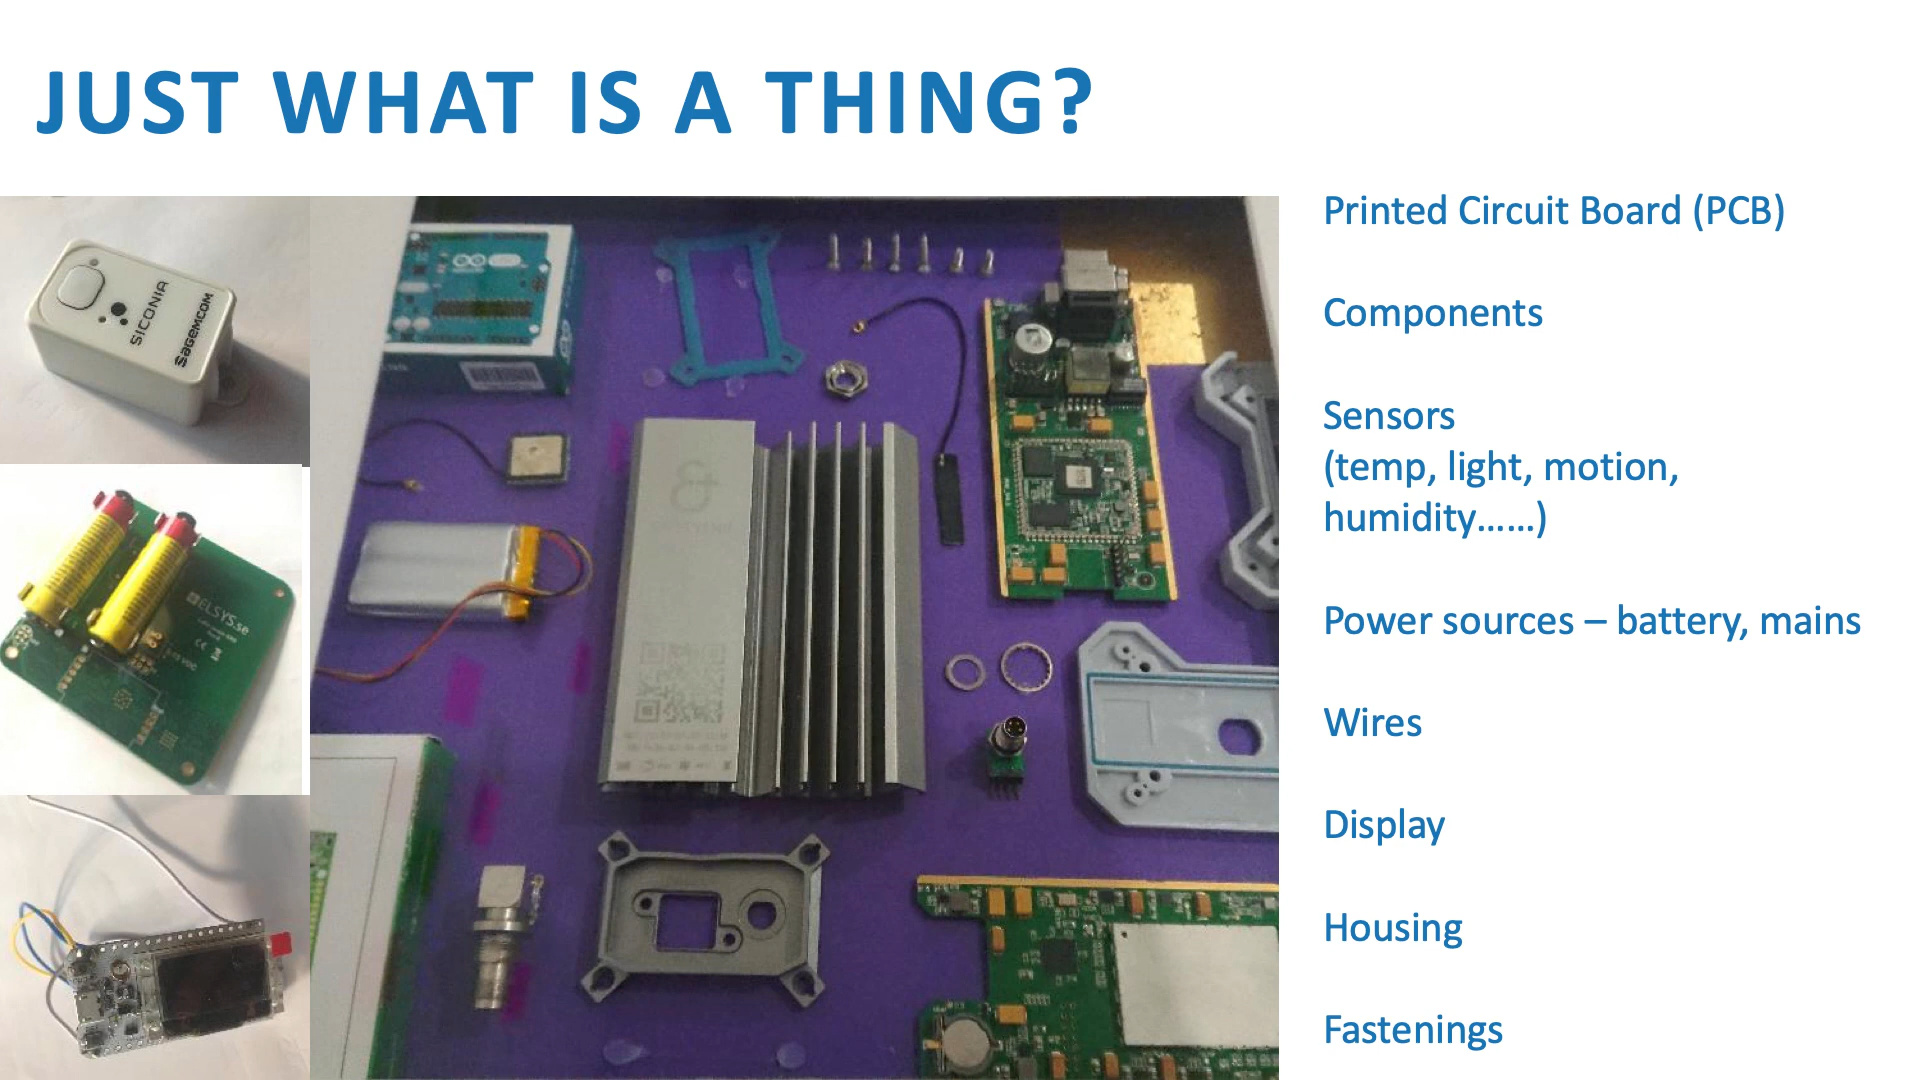 JUST WHAT IS A THING?
SICONIA
SAGEMCOM
ELSYS.se
Printed Circuit Board (PCB)
Components
Sensors
(temp, light, motion,
humidity……)
Power sources – battery, mains
Wires
Display
Housing
Fastenings